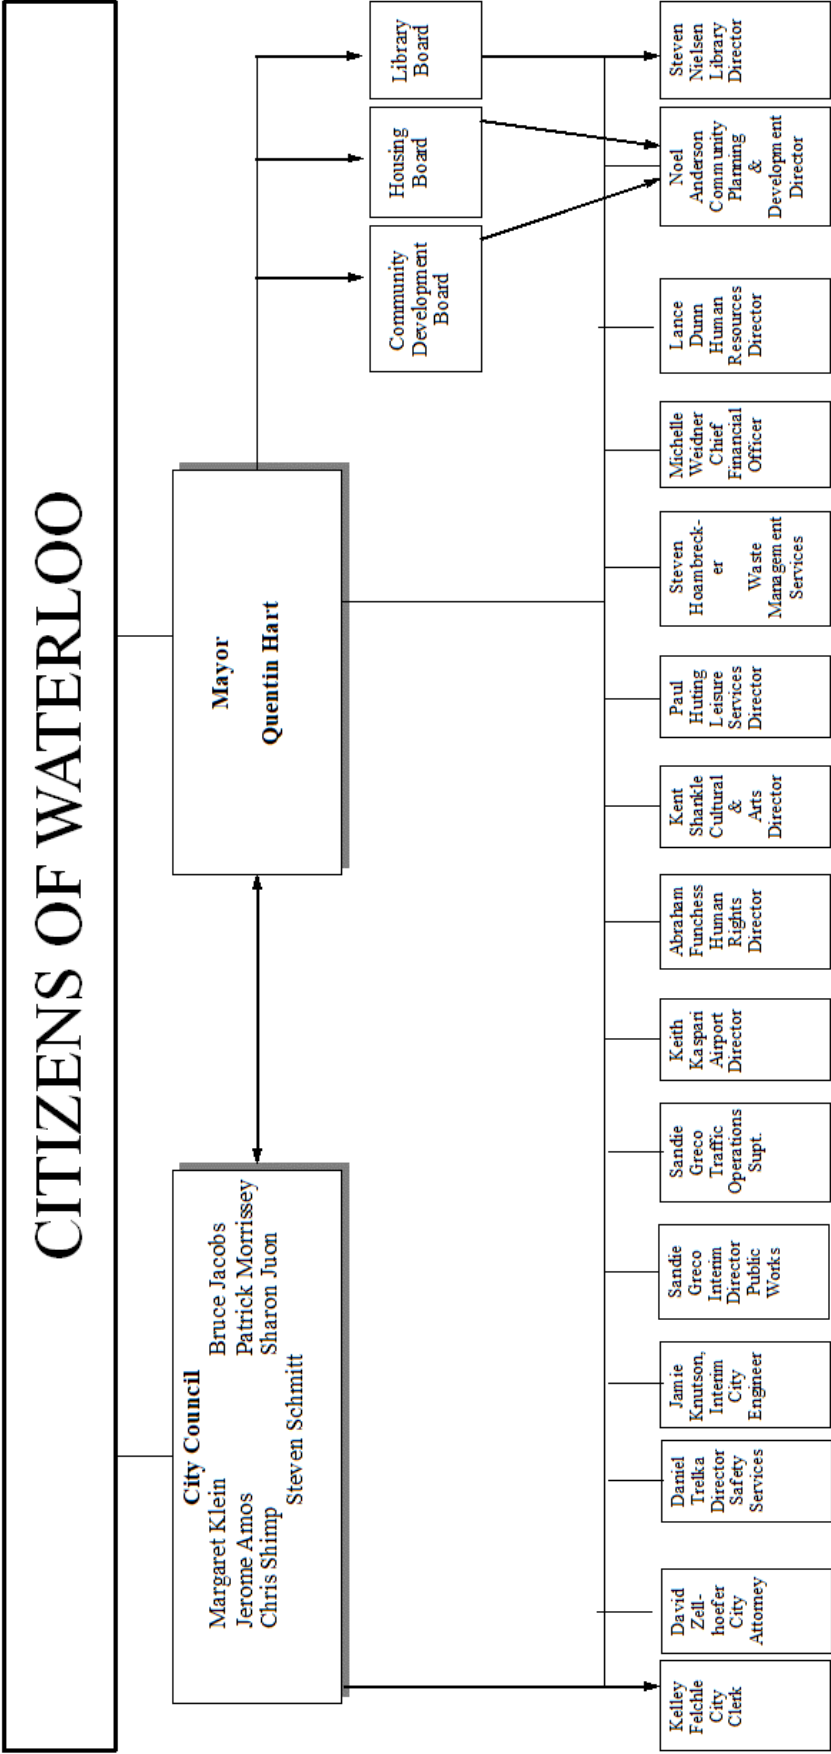 CITIZENS OF WATERLOO
City Council
Margaret Klein
Bruce Jacobs
Jerome Amos
Patrick Morrissey
Chris Shimp
Sharon Juon
Steven Schmitt
Mayor
Quentin Hart
Community
Development
Board
Housing
Board
Library
Board
Kelley
Felchle
City
Clerk
David
Zell-
hoefer
City
Attorney
Daniel
Trelka
Director
Safety
Services
Jamie
Knutson,
Interim
City
Engineer
Sandie
Greco
Interim
Director
Public
Works
Sandie
Greco
Traffic
Operations
Supt.
Keith
Kaspari
Airport
Director
Abraham
Funchess
Human
Rights
Director
Kent
Shankle
Cultural
&
Arts
Director
Paul
Huting
Leisure
Services
Director
Steven
Hoambreck-
er
Waste
Management
Services
Michelle
Weidner
Chief
Financial
Officer
Lance
Dunn
Human
Resources
Director
Noel
Anderson
Community
Planning
&
Development
Director
Steven
Nielsen
Library
Director